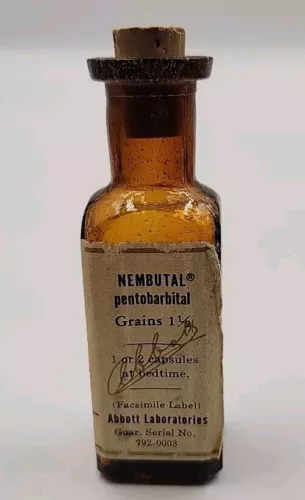 NEMBUTAL®
pentobarbital
Grains 1½
1 or 2 capsules
at bedtime.
(Facsimile Label)
Abbott Laboratories
Guar. Serial No.
792-0003